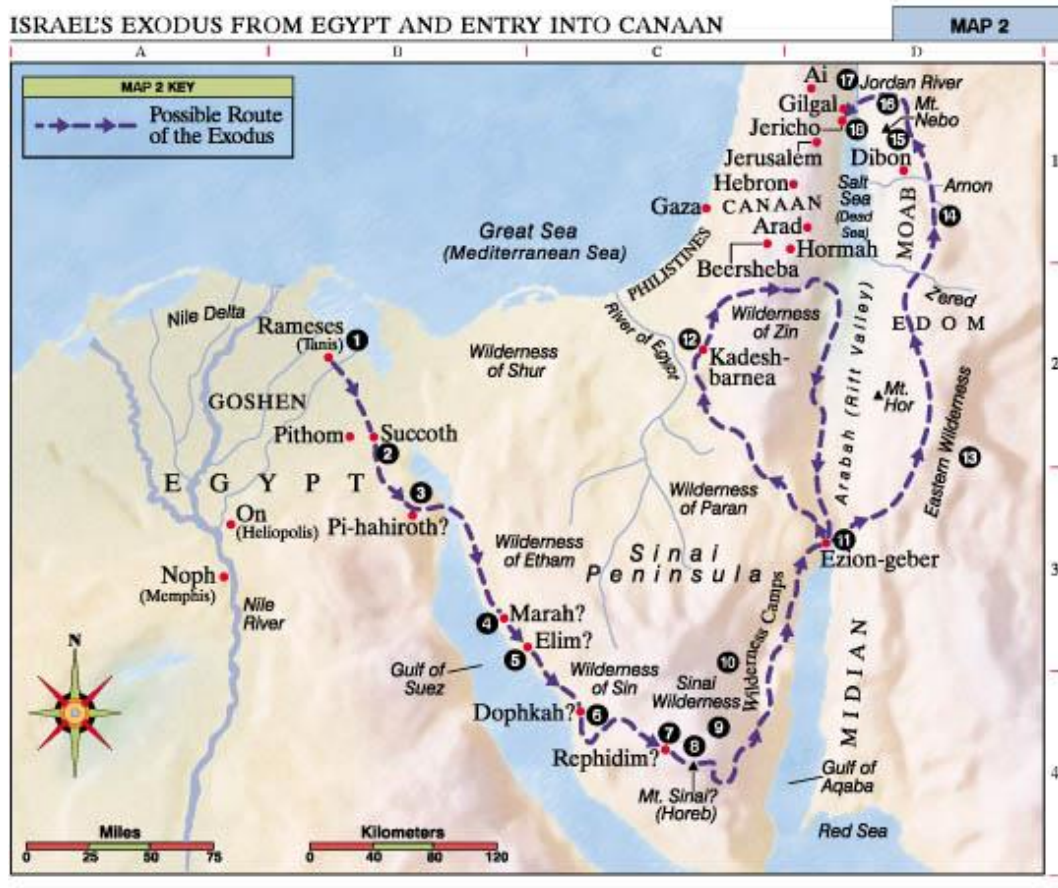 ISRAEL'S EXODUS FROM EGYPT AND ENTRY INTO CANAAN
MAP 2
A
B
C
D
MAP 2 KEY
Possible Route
of the Exodus
Ai
17
Jordan River
Gilgal
16
Mt.
Nebo
Jericho
18
15
Jerusalem
Dibon
1
Hebron
Salt
Sea
(Dead
Sea)
Arnon
Gaza
CANAAN
MOAB
14
Arad
Hormah
Beersheba
PHILISTINES
Great Sea
(Mediterranean Sea)
Zered
EDOM
Nile Delta
Rameses
(Tanis)
1
Wilderness
of Shur
River of Egypt
12
Kadesh-
barnea
Wilderness
of Zin
Arabah (Rift Valley)
Mt.
Hor
2
GOSHEN
Pithom
Succoth
2
EGYPT
3
Pi-hahiroth?
On
(Heliopolis)
Wilderness
of Paran
Eastern Wilderness
13
Wilderness
of Etham
Sinai
Peninsula
11
Ezion-geber
3
Noph
(Memphis)
Nile
River
Marah?
4
Elim?
5
Wilderness Camps
10
MIDIAN
N
Gulf of
Suez
Wilderness
of Sin
Sinai
Wilderness
Dophkah?
6
7
8
9
Rephidim?
Mt. Sinai?
(Horeb)
Gulf of
Aqaba
4
Red Sea
Miles
0 25 50 75
Kilometers
0 40 80 120